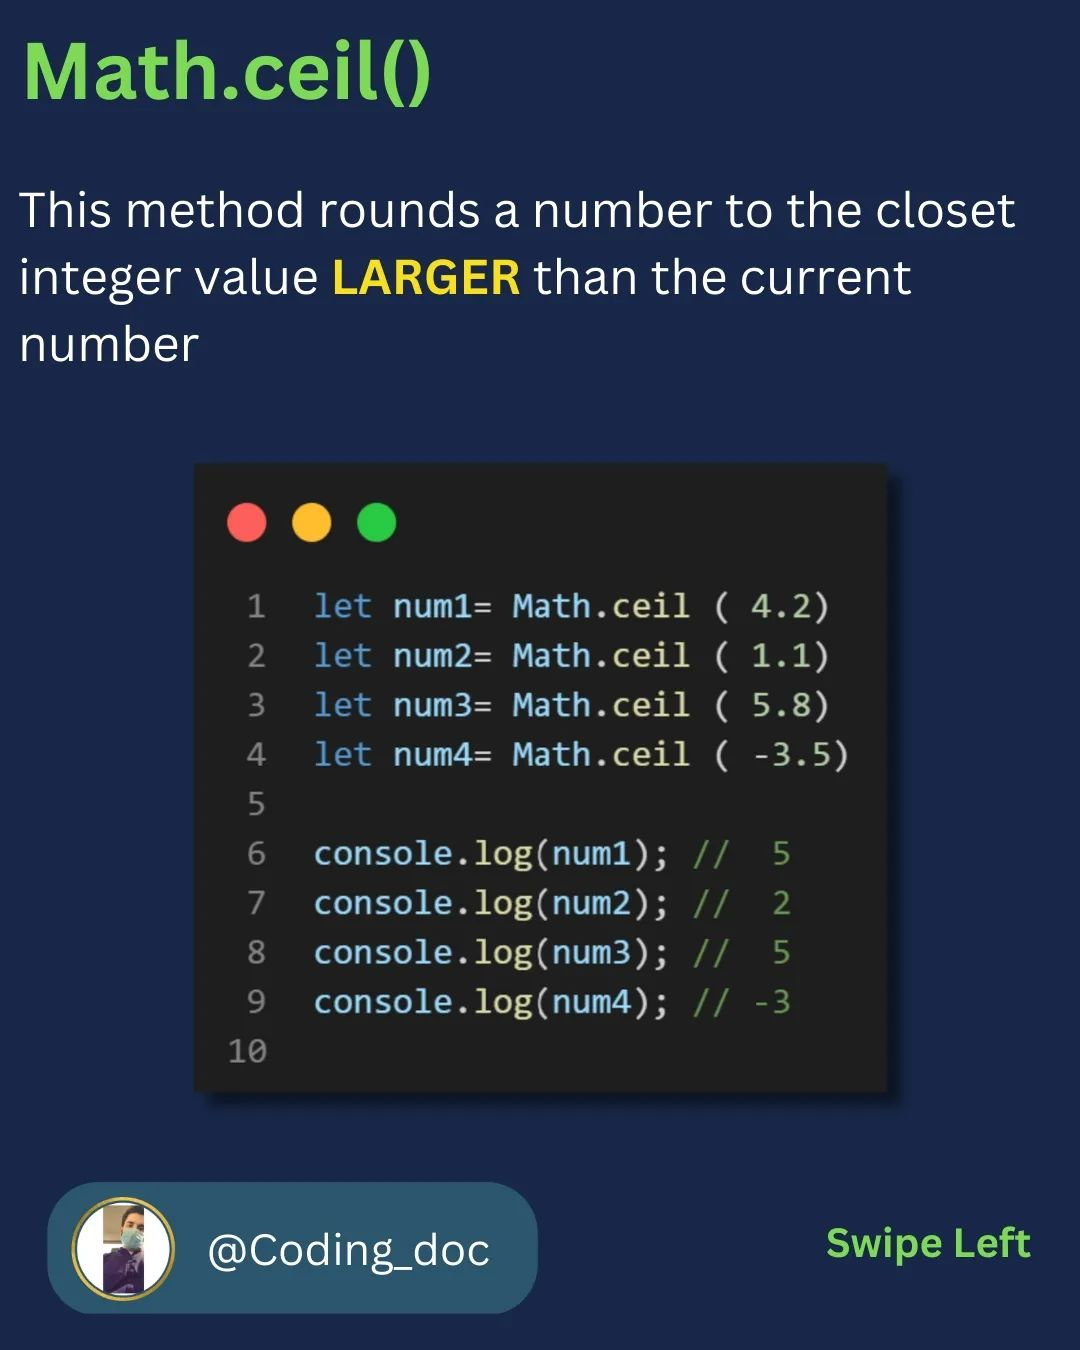 Math.ceil()
This method rounds a number to the closet
integer value LARGER than the current
number
1 let num1= Math.ceil ( 4.2)
2 let num2= Math.ceil ( 1.1)
3 let num3= Math.ceil ( 5.8)
4 let num4= Math.ceil ( -3.5)
5
6 console.log(num1); // 5
7 console.log(num2); // 2
8 console.log(num3); // 5
9 console.log(num4); // -3
10
@Coding_doc
Swipe Left